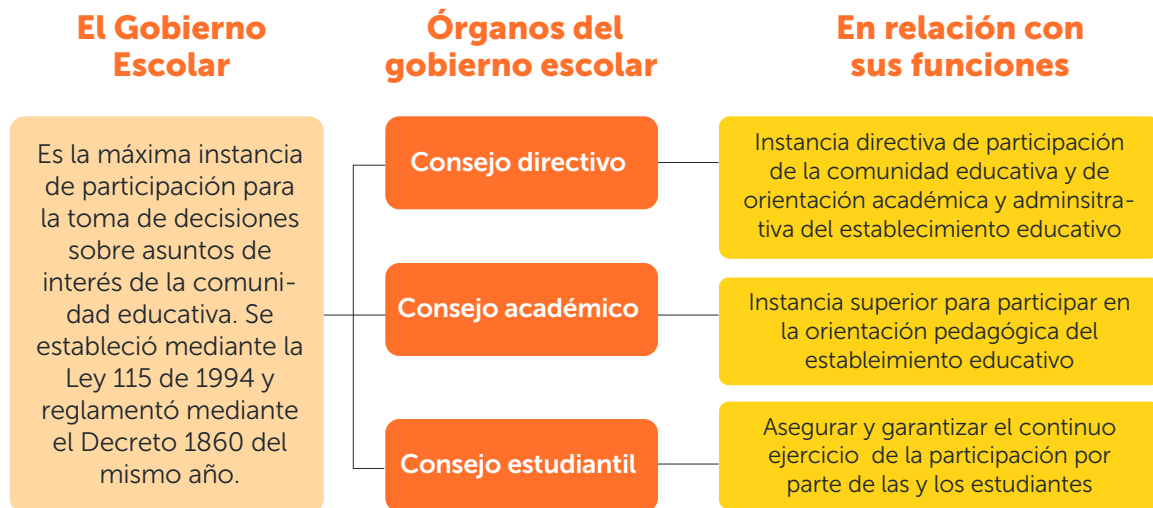 El Gobierno
Escolar
Es la máxima instancia
de participación para
la toma de decisiones
sobre asuntos de
interés de la comuni-
dad educativa. Se
estableció mediante la
Ley 115 de 1994 y
reglamentó mediante
el Decreto 1860 del
mismo año.
Órganos del
gobierno escolar
Consejo directivo
Consejo académico
Consejo estudiantil
En relación con
sus funciones
Instancia directiva de participación
de la comunidad educativa y de
orientación académica y adminsitra-
tiva del establecimiento educativo
Instancia superior para participar en
la orientación pedagógica del
estableimiento educativo
Asegurar y garantizar el continuo
ejercicio de la participación por
parte de las y los estudiantes